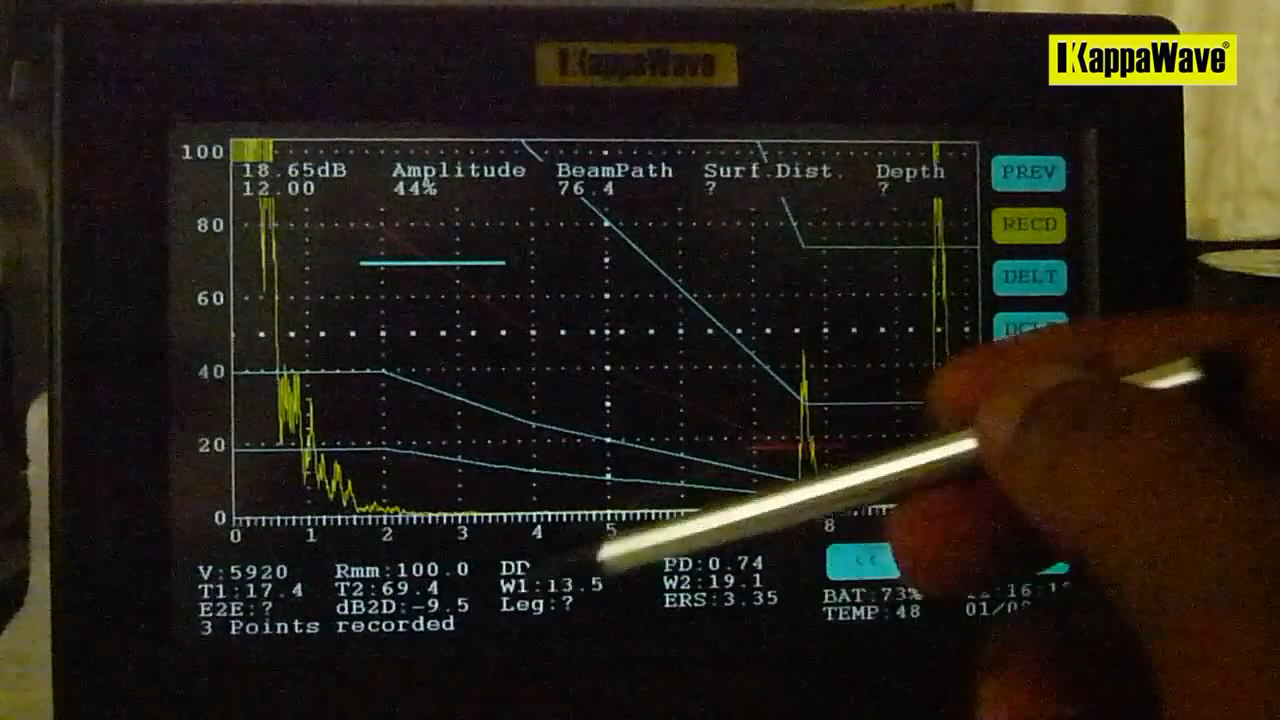 KappaWave®
KappaWave
100
18.65dB Amplitude BeamPath Surf.Dist. Depth
12.00 44% 76.4 ? ?
PREV
80
RECD
60
DELT
40
20
0
0 1 2 3 4 5 8
V:5920 Rmm:100.0 PD:0.74
T1:17.4 T2:69.4 W1:13.5 W2:19.1
E2E:? dB2D:-9.5 Leg:? ERS:3.35
BAT:73%
TEMP:48
3 Points recorded